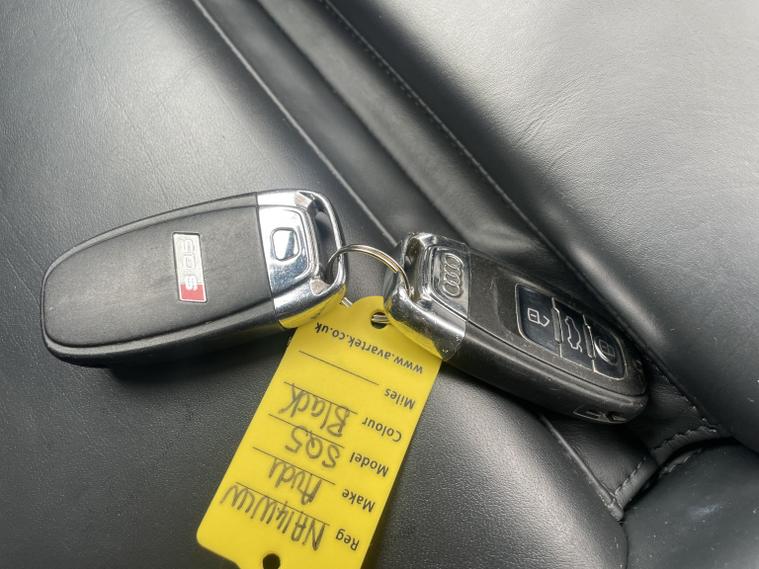 SQ5
Reg NA14WUW
Make Audi
Model SQ5
Colour Black
Miles
www.avartek.co.uk